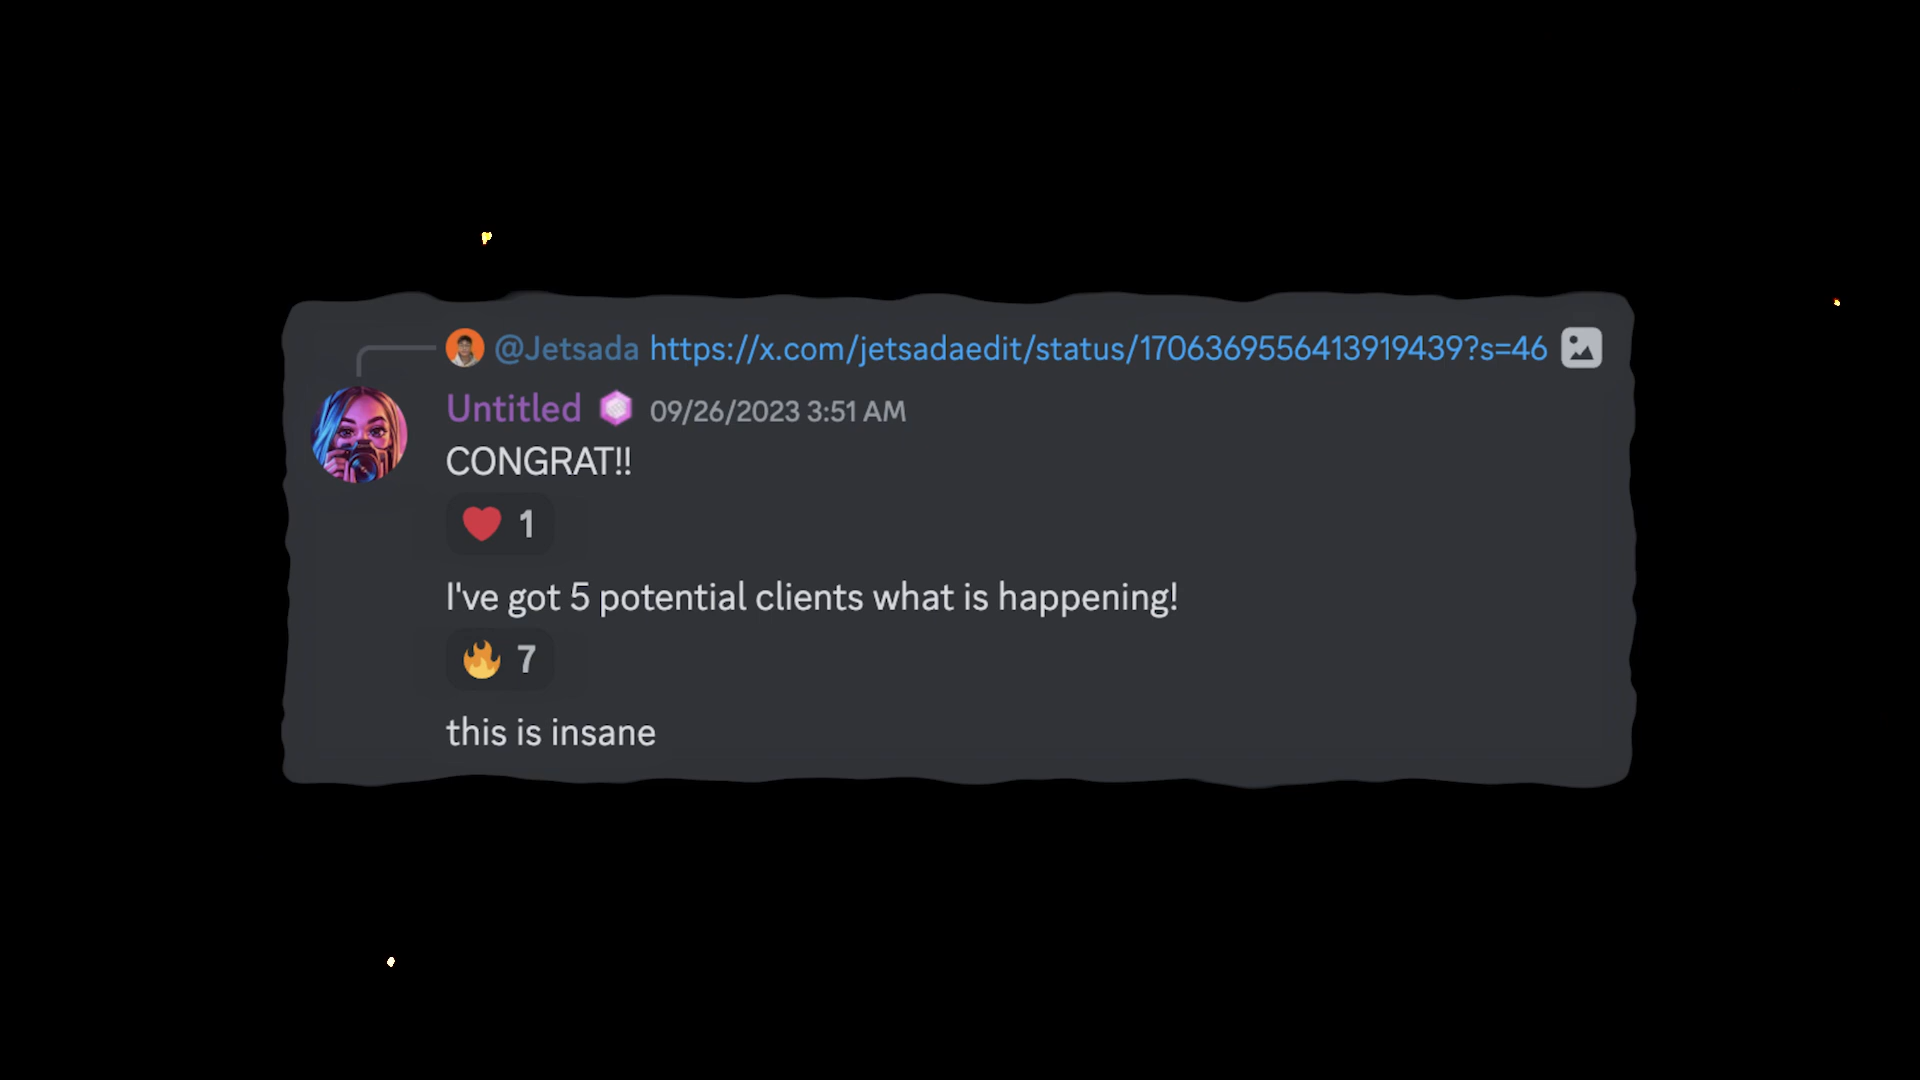 @Jetsada https://x.com/jetsadaedit/status/1706369556413919439?s=46
Untitled 09/26/2023 3:51 AM
CONGRAT!!
1
I've got 5 potential clients what is happening!
7
this is insane